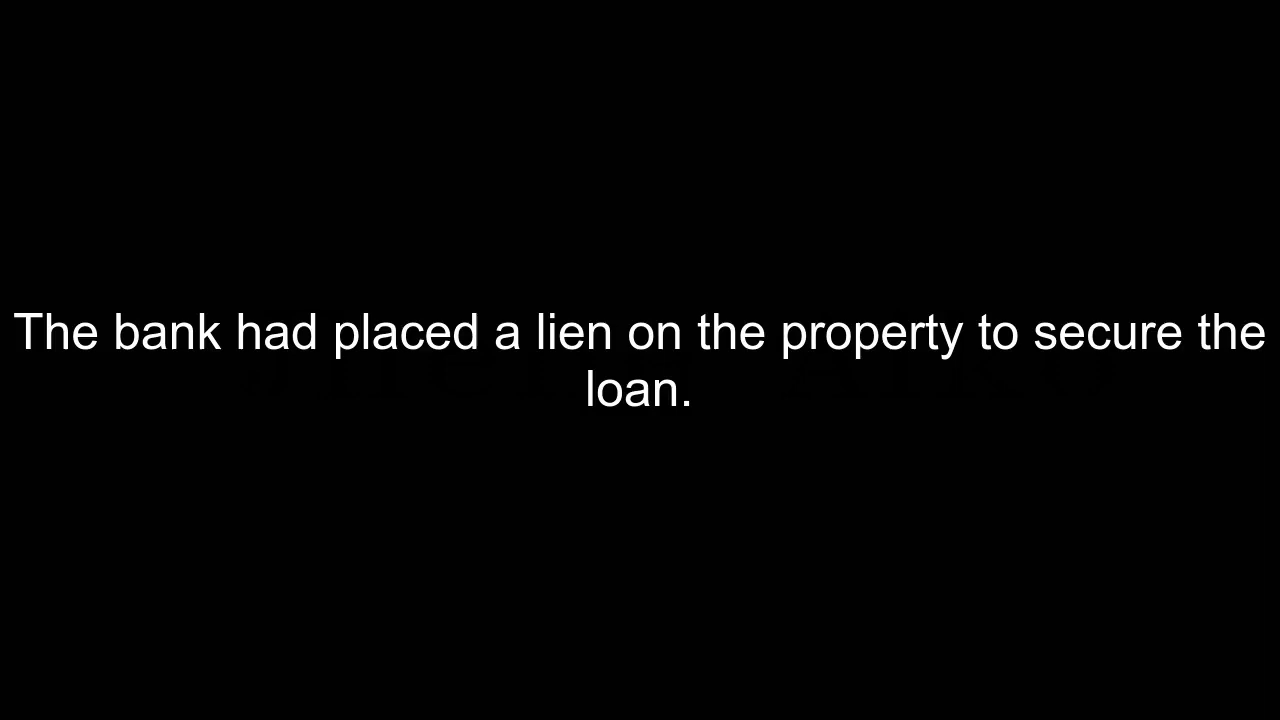 The bank had placed a lien on the property to secure the
loan.